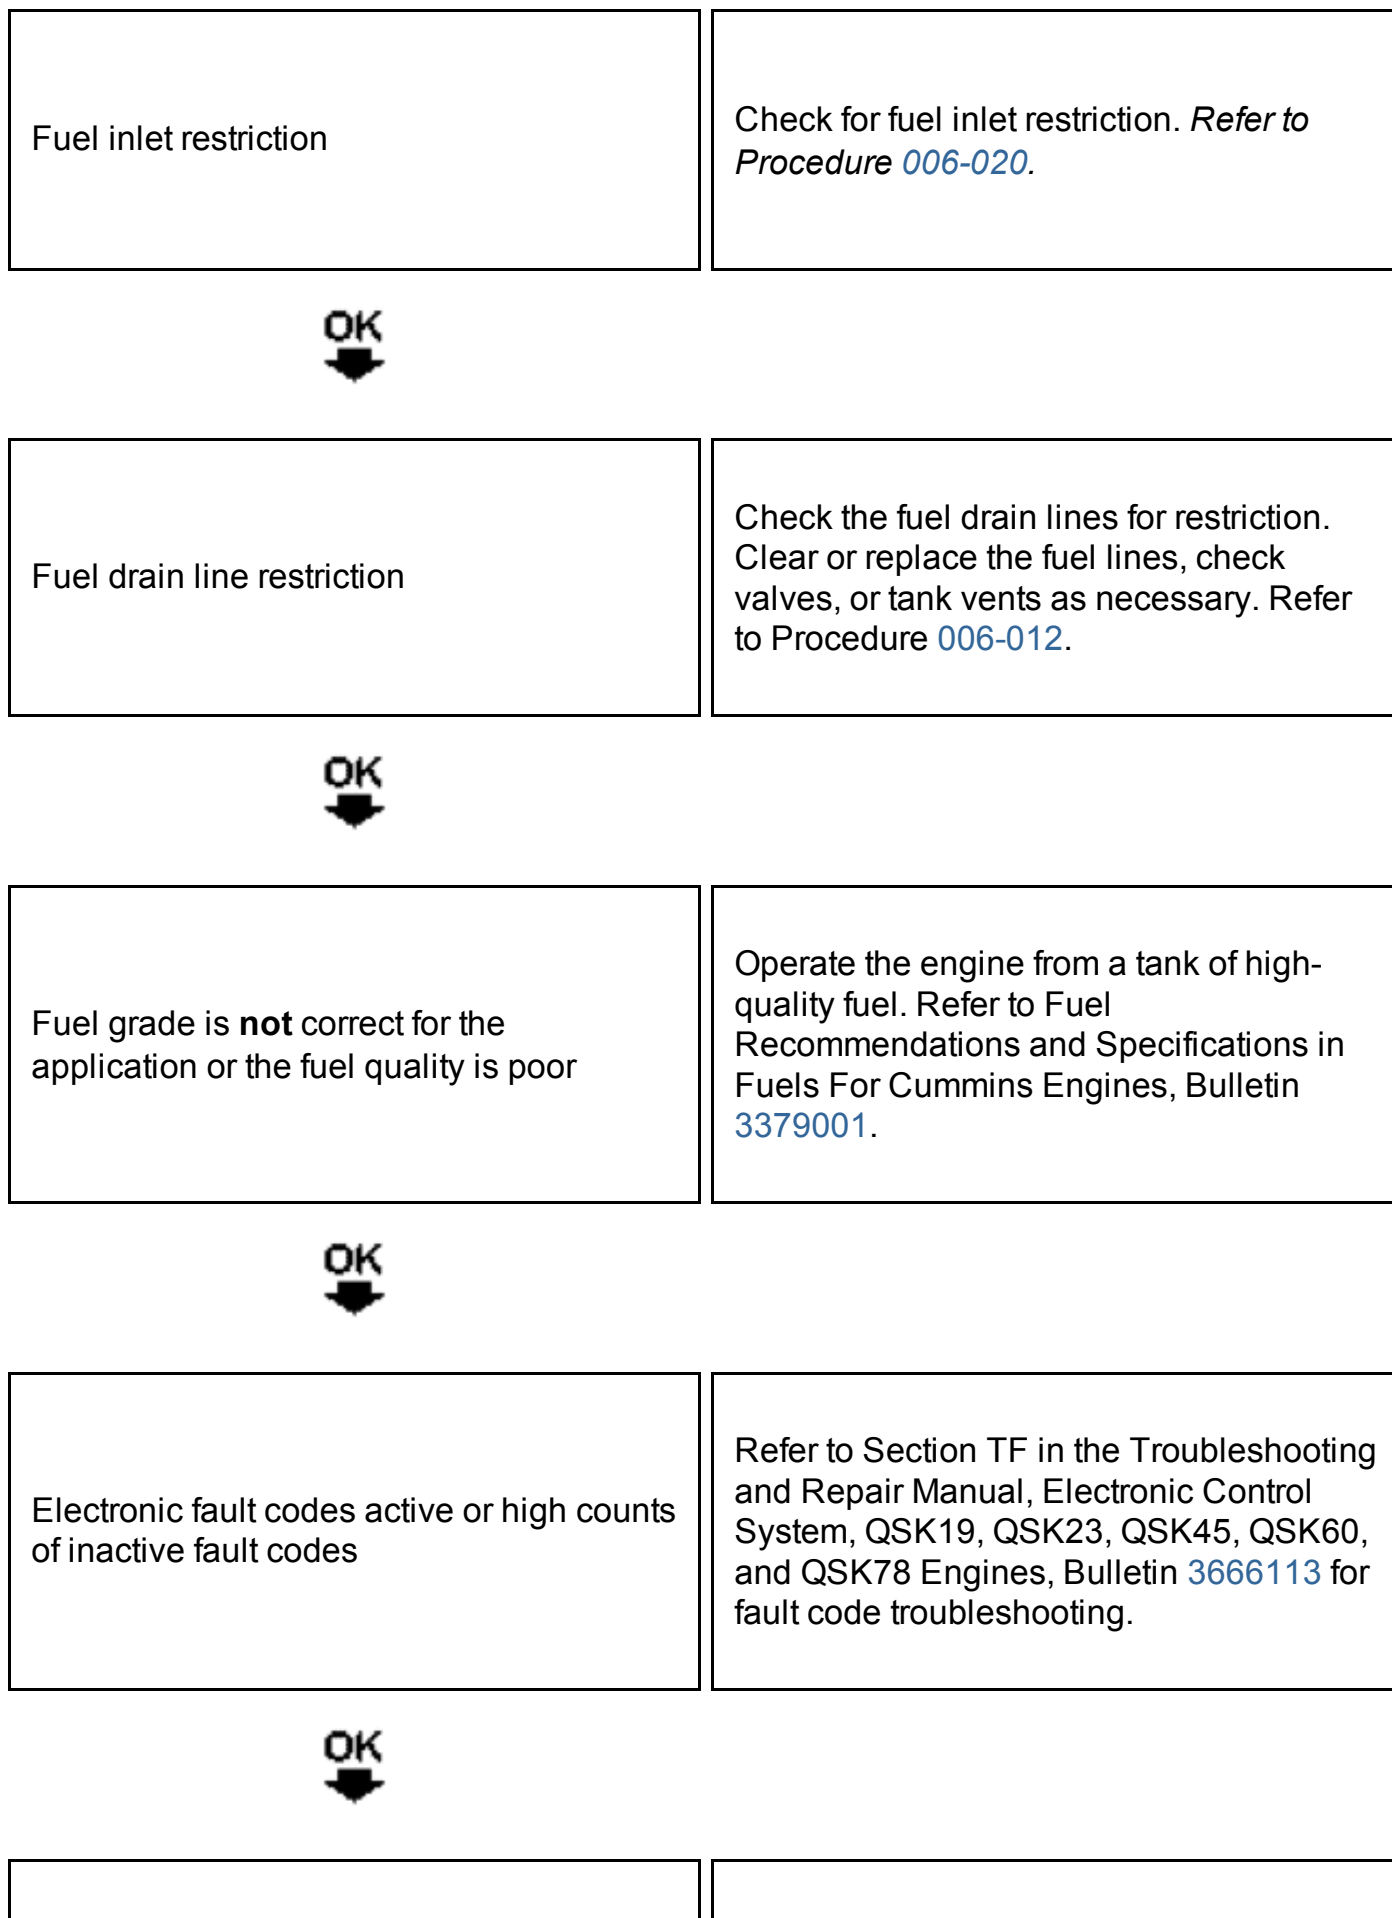 Fuel inlet restriction
Check for fuel inlet restriction. Refer to
Procedure 006-020.
OK
Fuel drain line restriction
Check the fuel drain lines for restriction.
Clear or replace the fuel lines, check
valves, or tank vents as necessary. Refer
to Procedure 006-012.
OK
Fuel grade is not correct for the
application or the fuel quality is poor
Operate the engine from a tank of high-
quality fuel. Refer to Fuel
Recommendations and Specifications in
Fuels For Cummins Engines, Bulletin
3379001.
OK
Electronic fault codes active or high counts
of inactive fault codes
Refer to Section TF in the Troubleshooting
and Repair Manual, Electronic Control
System, QSK19, QSK23, QSK45, QSK60,
and QSK78 Engines, Bulletin 3666113 for
fault code troubleshooting.
OK